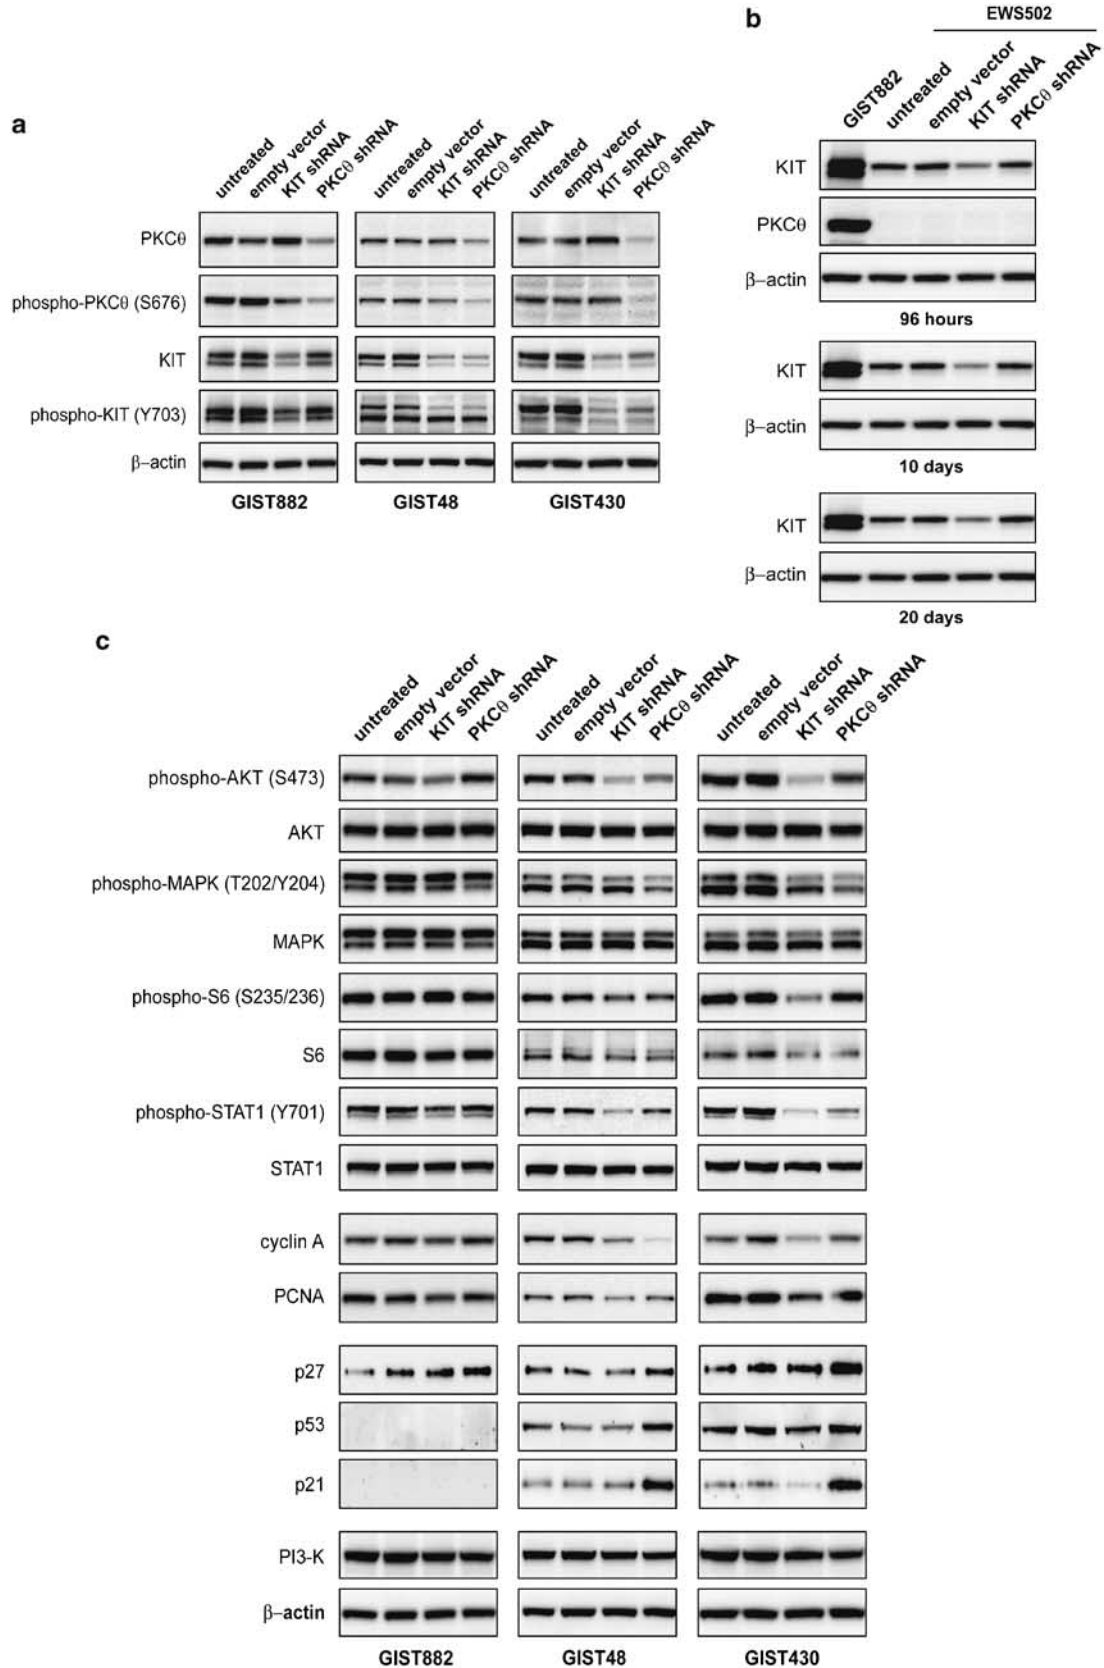 a
untreated
empty vector
KIT shRNA
PKCθ shRNA
untreated
empty vector
KIT shRNA
PKCθ shRNA
untreated
empty vector
KIT shRNA
PKCθ shRNA
PKCθ
phospho-PKCθ (S676)
KIT
phospho-KIT (Y703)
β–actin
GIST882
GIST48
GIST430
b
EWS502
GIST882
untreated
empty vector
KIT shRNA
PKCθ shRNA
KIT
PKCθ
β–actin
96 hours
KIT
β–actin
10 days
KIT
β–actin
20 days
c
untreated
empty vector
KIT shRNA
PKCθ shRNA
untreated
empty vector
KIT shRNA
PKCθ shRNA
untreated
empty vector
KIT shRNA
PKCθ shRNA
phospho-AKT (S473)
AKT
phospho-MAPK (T202/Y204)
MAPK
phospho-S6 (S235/236)
S6
phospho-STAT1 (Y701)
STAT1
cyclin A
PCNA
p27
p53
p21
PI3-K
β–actin
GIST882
GIST48
GIST430